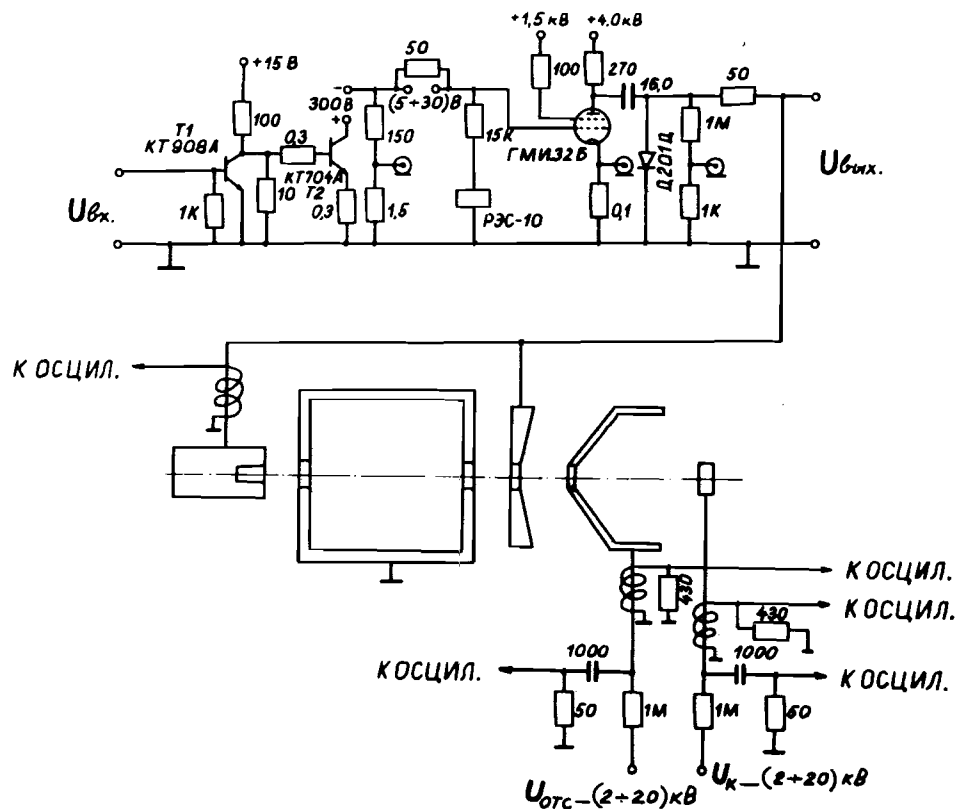 +15 В
50
+1,5 кВ
+4.0 кВ
100
270
16,0
50
300В
(5÷30)В
100
Т1
КТ908А
0,3
150
15К
ГМИ32Б
1М
КТ704А
Т2
Д201Д
Uвх.
1К
10
0.3
1,5
РЭС-10
0,1
1К
Uвых.
К ОСЦИЛ.
430
К ОСЦИЛ.
К ОСЦИЛ.
430
К ОСЦИЛ.
1000
1000
К ОСЦИЛ.
50
1М
1М
50
Uотс–(2÷20)кВ
Uк–(2÷20)кВ